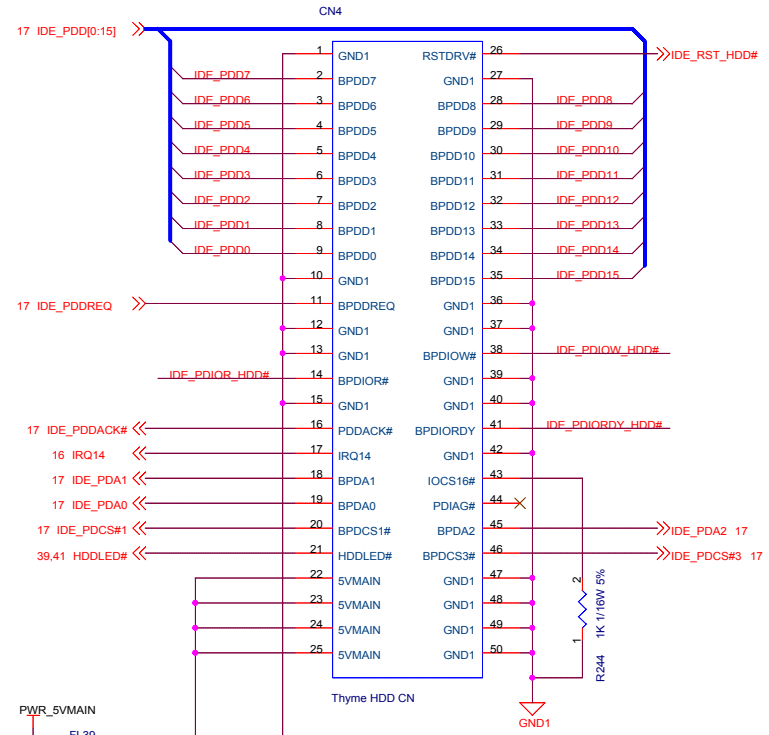 CN4
17 IDE_PDD[0:15]
1 GND1 RSTDRV# 26 IDE_RST_HDD#
GND1 27
IDE_PDD7 2 BPDD7
IDE_PDD6 3 BPDD6 BPDD8 28 IDE_PDD8
IDE_PDD5 4 BPDD5 BPDD9 29 IDE_PDD9
IDE_PDD4 5 BPDD4 BPDD10 30 IDE_PDD10
IDE_PDD3 6 BPDD3 BPDD11 31 IDE_PDD11
IDE_PDD2 7 BPDD2 BPDD12 32 IDE_PDD12
IDE_PDD1 8 BPDD1 BPDD13 33 IDE_PDD13
IDE_PDD0 9 BPDD0 BPDD14 34 IDE_PDD14
10 GND1 BPDD15 35 IDE_PDD15
17 IDE_PDDREQ 11 BPDDREQ GND1 36
12 GND1 GND1 37
13 GND1 BPDIOW# 38 IDE_PDIOW_HDD#
IDE_PDIOR_HDD# 14 BPDIOR# GND1 39
15 GND1 GND1 40
17 IDE_PDDACK# 16 PDDACK# BPDIORDY 41 IDE_PDIORDY_HDD#
16 IRQ14 17 IRQ14 GND1 42
17 IDE_PDA1 18 BPDA1 IOCS16# 43
17 IDE_PDA0 19 BPDA0 PDIAG# 44
17 IDE_PDCS#1 20 BPDCS1# BPDA2 45 IDE_PDA2 17
39,41 HDDLED# 21 HDDLED# BPDCS3# 46 IDE_PDCS#3 17
22 5VMAIN GND1 47
23 5VMAIN GND1 48
24 5VMAIN GND1 49
25 5VMAIN GND1 50
2
1
R244 1K 1/16W 5%
Thyme HDD CN
GND1
PWR_5VMAIN
FL39